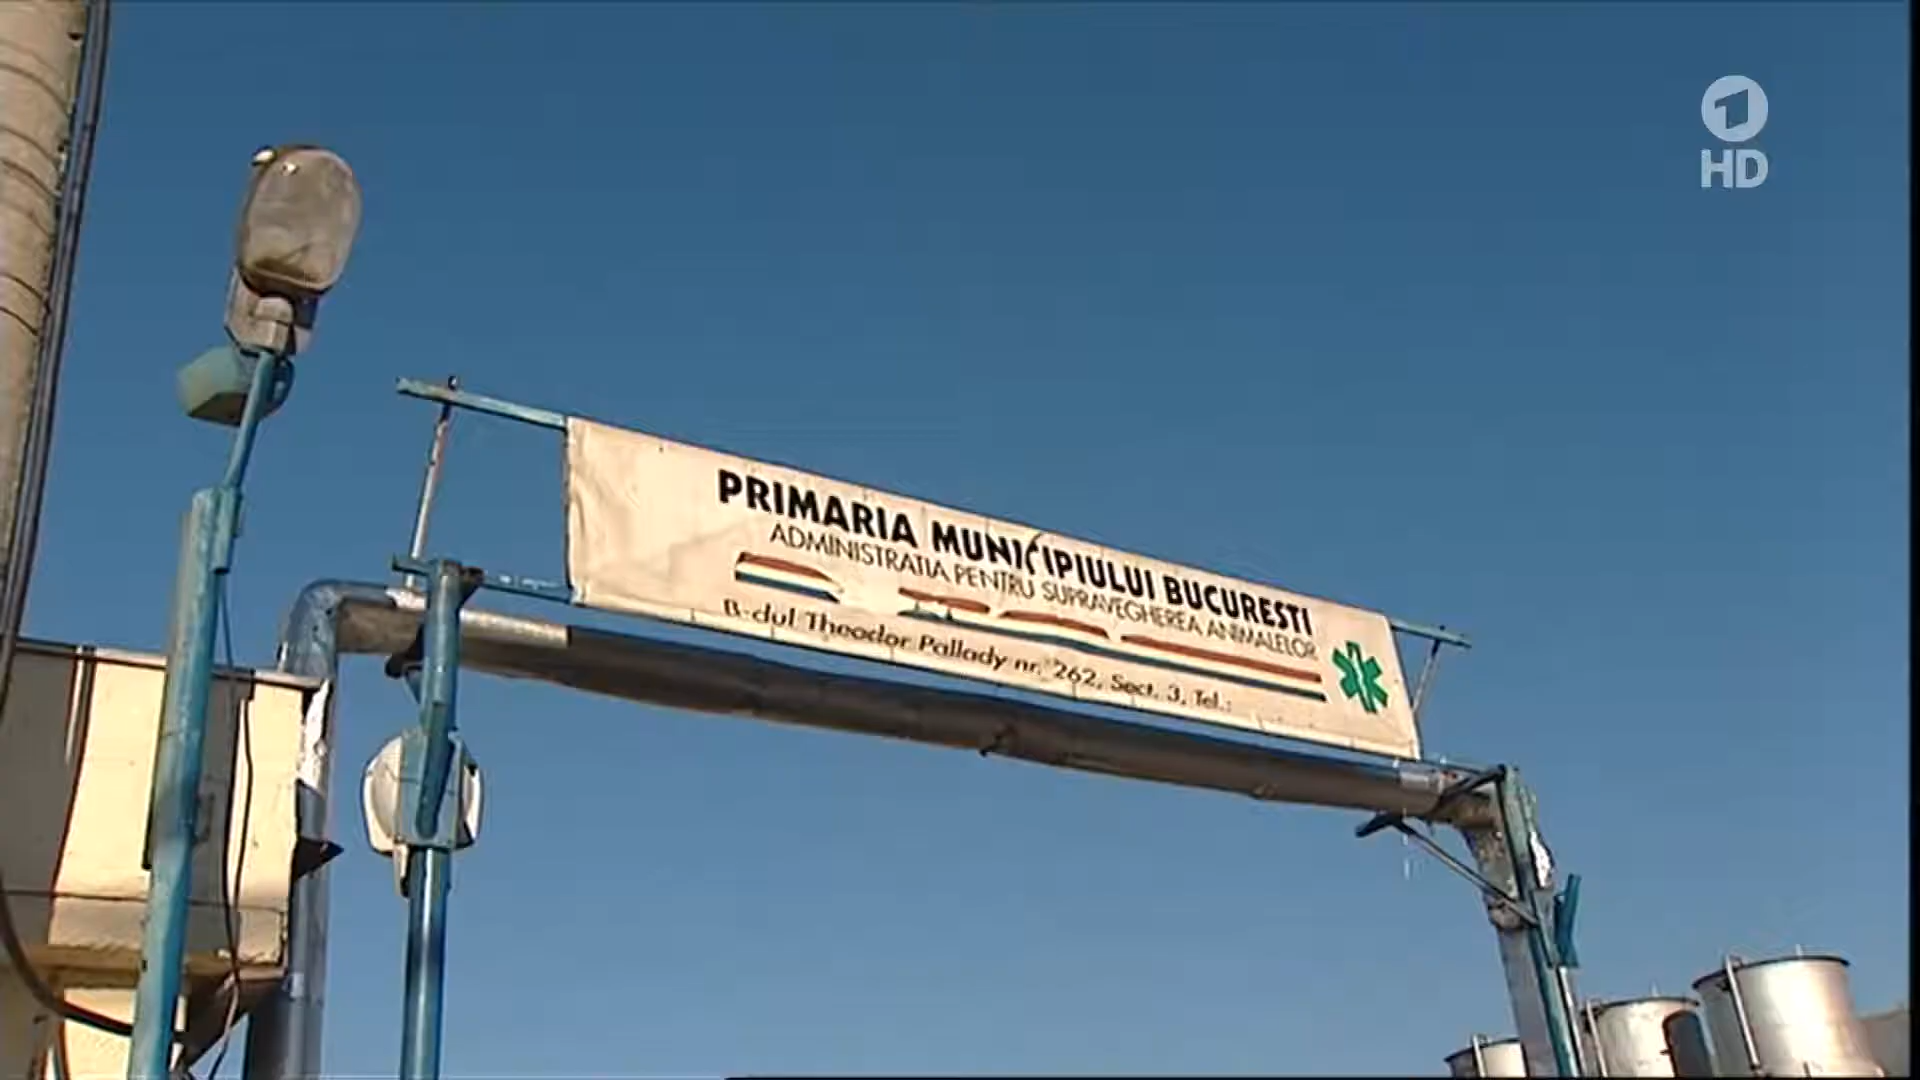 1
HD
PRIMARIA MUNICIPIULUI BUCURESTI
ADMINISTRATIA PENTRU SUPRAVEGHEREA ANIMALELOR
B-dul Theodor Pallady nr. 262, Sect. 3, Tel.: